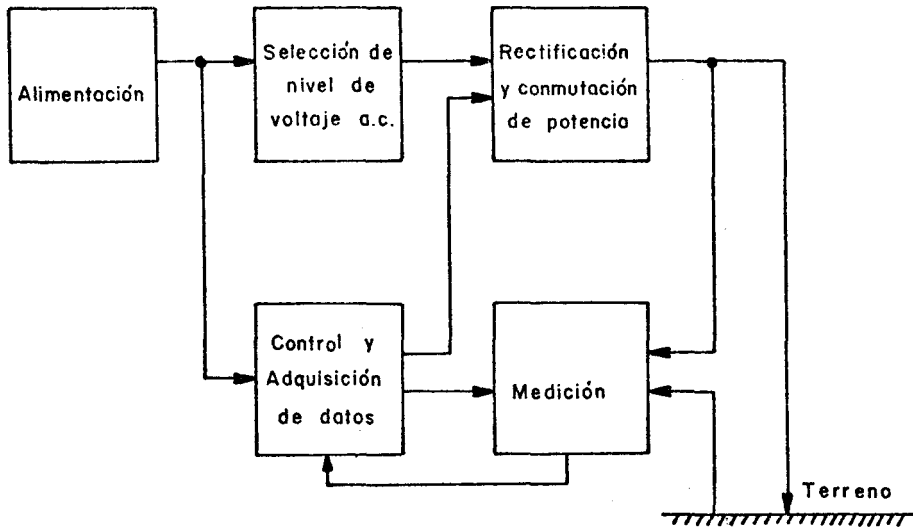 Alimentación
Selección de
nivel de
voltaje a.c.
Rectificación
y conmutación
de potencia
Control y
Adquisición
de datos
Medición
Terreno